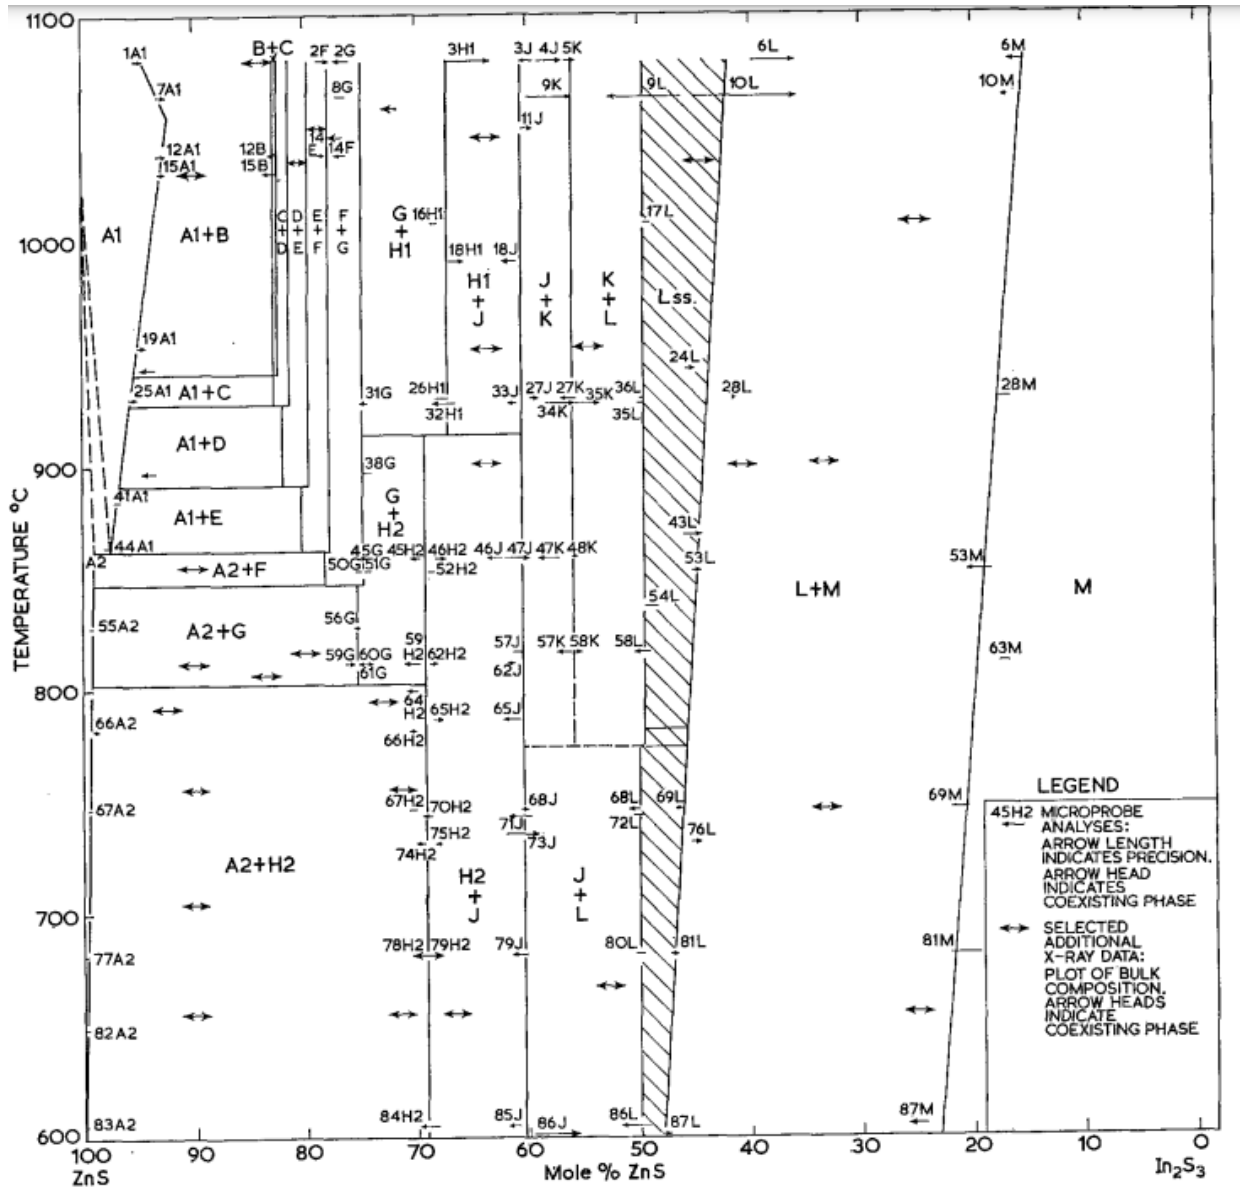 1100
1A1
B+C
2F 2G
3H1
3J 4J 5K
6L
6M
7A1
8G
9K
9L
10L
10M
11J
12A1
12B
14
14F
E
15A1
15B
16H1
17L
1000
A1
A1+B
C
+
D
D
+
E
E
+
F
F
+
G
G
+
H1
18H1
18J
H1
+
J
J
+
K
K
+
L
Lss.
19A1
24L
25A1
A1+C
31G
26H1
32H1
33J
27J
27K
34K
35K
36L
35L
28L
28M
A1+D
900
38G
41A1
A1+E
G
+
H2
43L
44A1
A2
A2+F
45G
45H2
46H2
46J
47J
47K
48K
50G
51G
52H2
53L
53M
54L
L+M
M
TEMPERATURE °C
55A2
A2+G
56G
57J
57K
58K
58L
59G
60G
61G
59
H2
62H2
62J
63M
800
64
H2
65H2
65J
66A2
66H2
67A2
67H2
70H2
68J
68L
69L
69M
71J
72L
73J
74H2
75H2
76L
A2+H2
H2
+
J
J
+
L
700
77A2
78H2
79H2
79J
80L
81L
81M
82A2
83A2
84H2
85J
86J
86L
87L
87M
600
LEGEND
45H2 MICROPROBE
ANALYSES:
ARROW LENGTH
INDICATES PRECISION.
ARROW HEAD
INDICATES
COEXISTING PHASE
SELECTED
ADDITIONAL
X-RAY DATA:
PLOT OF BULK
COMPOSITION.
ARROW HEADS
INDICATE
COEXISTING PHASE
100 90 80 70 60 50 40 30 20 10 0
ZnS
Mole % ZnS
In2S3